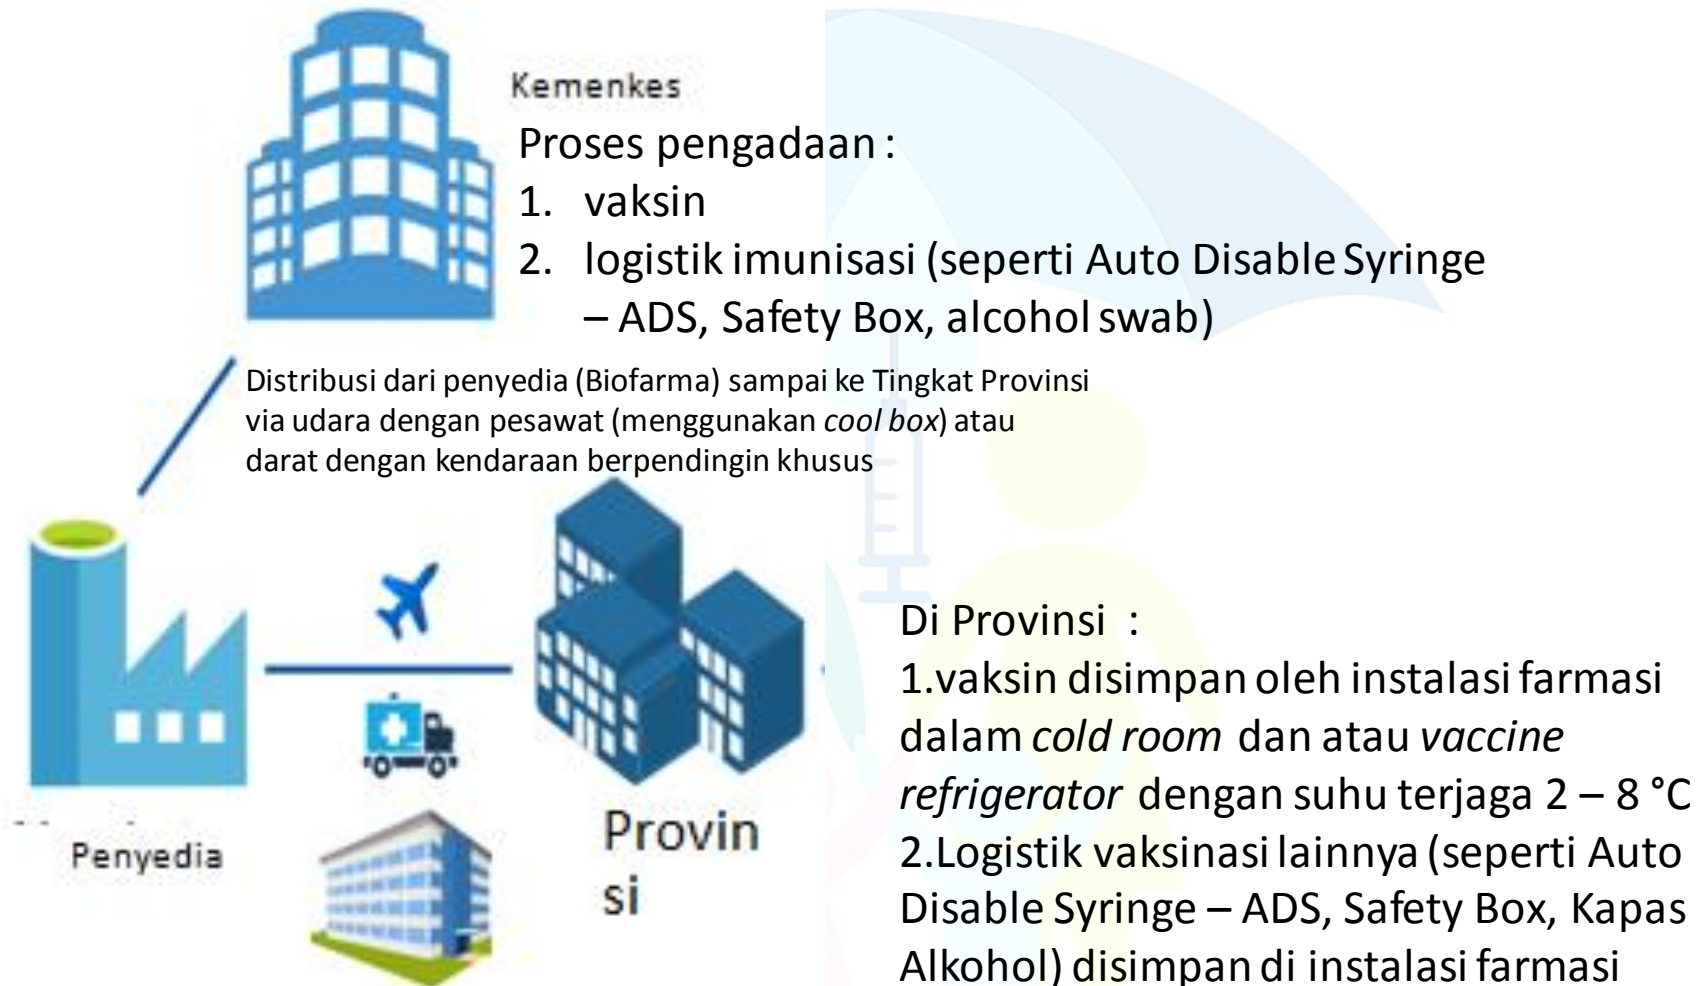 Kemenkes
Proses pengadaan :
1. vaksin
2. logistik imunisasi (seperti Auto Disable Syringe
– ADS, Safety Box, alcohol swab)
Distribusi dari penyedia (Biofarma) sampai ke Tingkat Provinsi
via udara dengan pesawat (menggunakan cool box) atau
darat dengan kendaraan berpendingin khusus
Penyedia
Provin
si
Di Provinsi :
1.vaksin disimpan oleh instalasi farmasi
dalam cold room dan atau vaccine
refrigerator dengan suhu terjaga 2 – 8 °C
2.Logistik vaksinasi lainnya (seperti Auto
Disable Syringe – ADS, Safety Box, Kapas
Alkohol) disimpan di instalasi farmasi